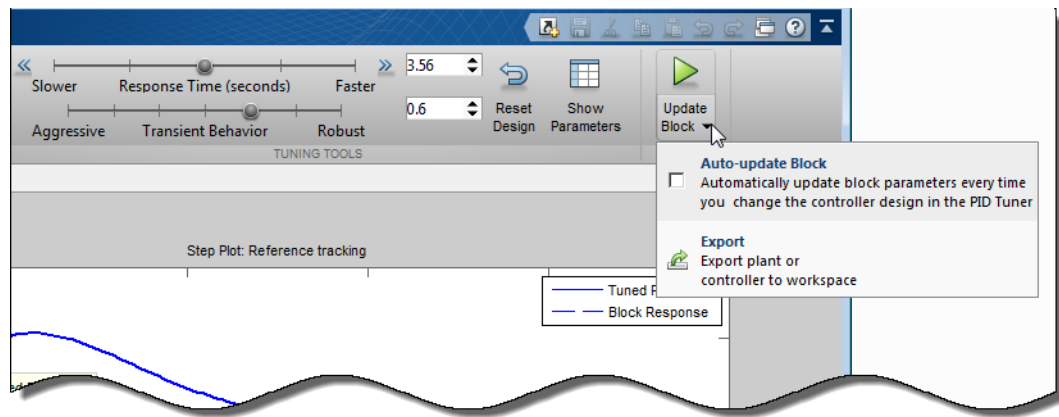 Slower Response Time (seconds) Faster 3.56
Aggressive Transient Behavior Robust 0.6
Reset
Design
Show
Parameters
Update
Block
TUNING TOOLS
Auto-update Block
Automatically update block parameters every time
you change the controller design in the PID Tuner
Export
Export plant or
controller to workspace
Step Plot: Reference tracking
Tuned
Block Response